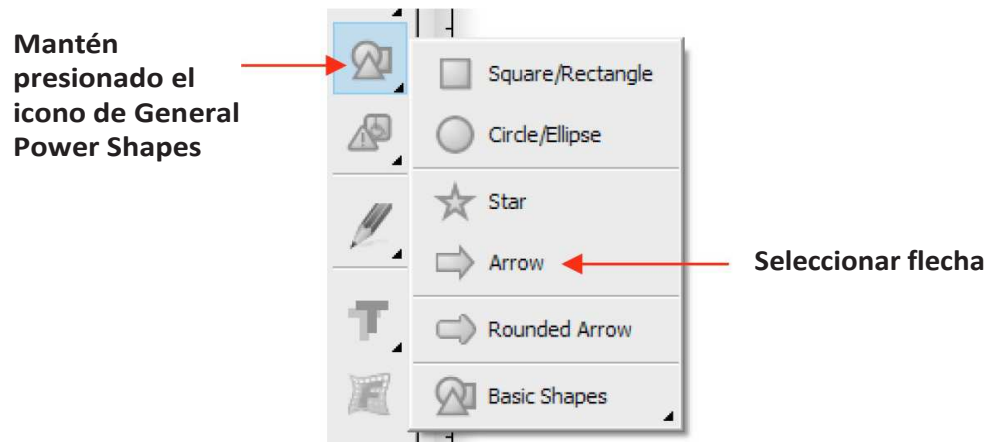 Mantén
presionado el
icono de General
Power Shapes
Square/Rectangle
Circle/Ellipse
Star
Arrow
Rounded Arrow
Basic Shapes
Seleccionar flecha